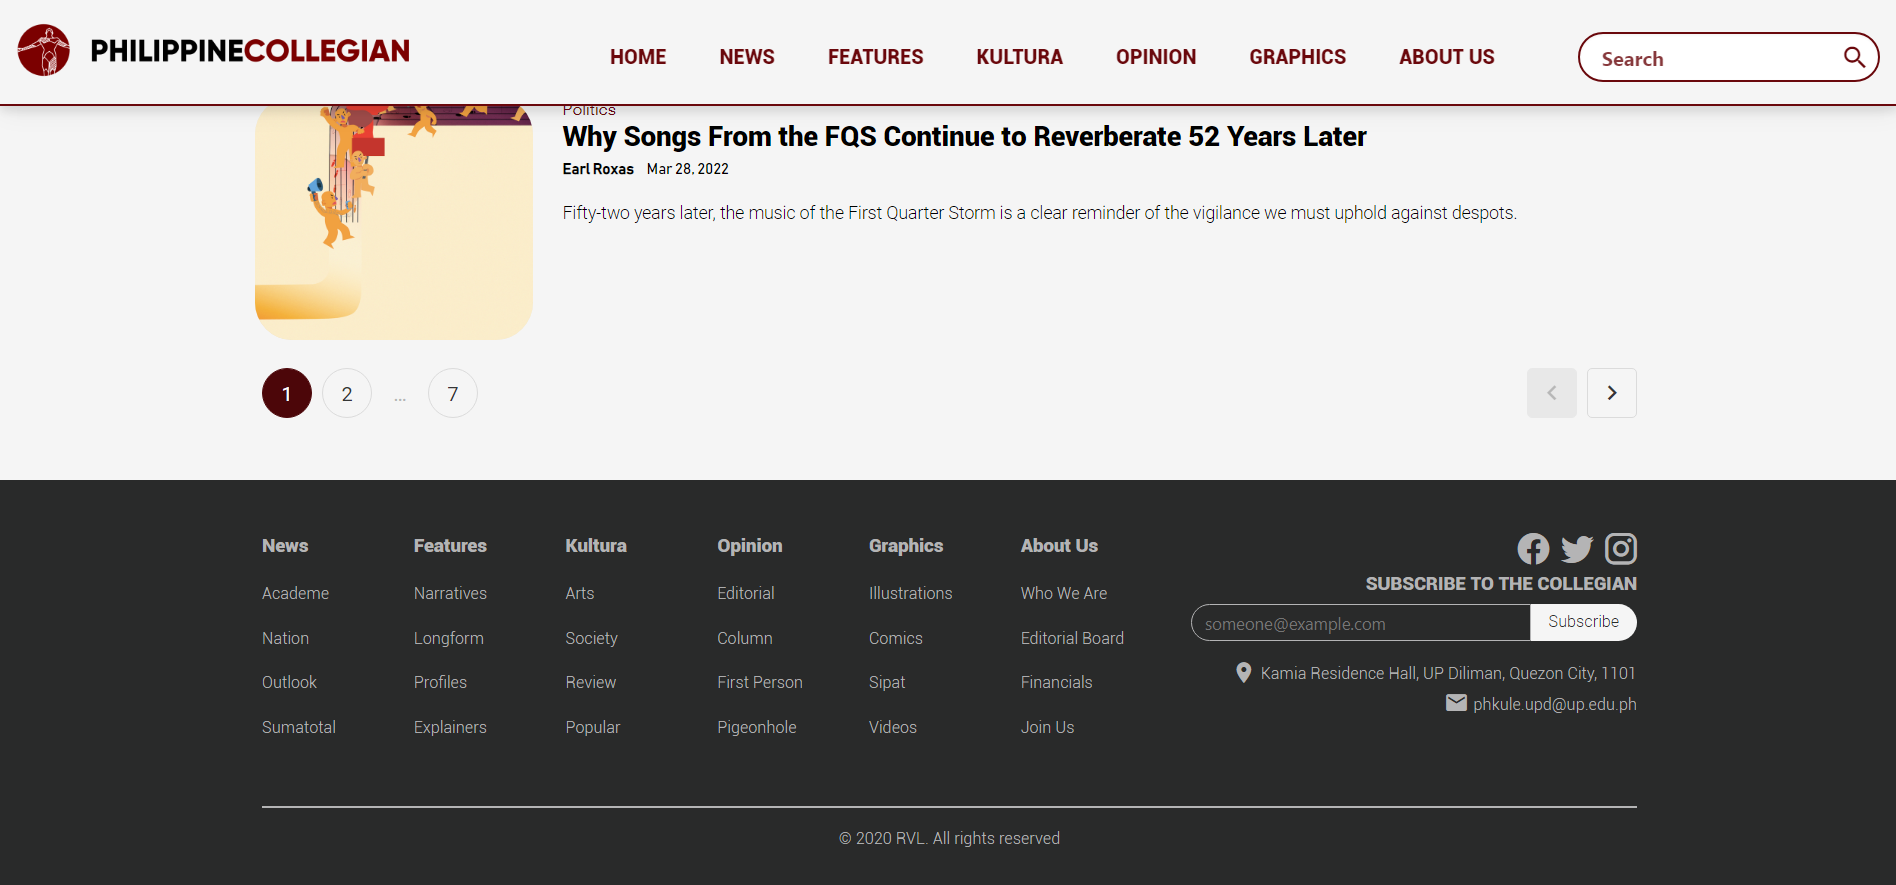 PHILIPPINECOLLEGIAN
HOME NEWS FEATURES KULTURA OPINION GRAPHICS ABOUT US
Search
Politics
Why Songs From the FQS Continue to Reverberate 52 Years Later
Earl Roxas Mar 28, 2022
Fifty-two years later, the music of the First Quarter Storm is a clear reminder of the vigilance we must uphold against despots.
1 2 ... 7
News
Academe
Nation
Outlook
Sumatotal
Features
Narratives
Longform
Profiles
Explainers
Kultura
Arts
Society
Review
Popular
Opinion
Editorial
Column
First Person
Pigeonhole
Graphics
Illustrations
Comics
Sipat
Videos
About Us
Who We Are
Editorial Board
Financials
Join Us
SUBSCRIBE TO THE COLLEGIAN
someone@example.com Subscribe
Kamia Residence Hall, UP Diliman, Quezon City, 1101
phkule.upd@up.edu.ph
© 2020 RVL. All rights reserved